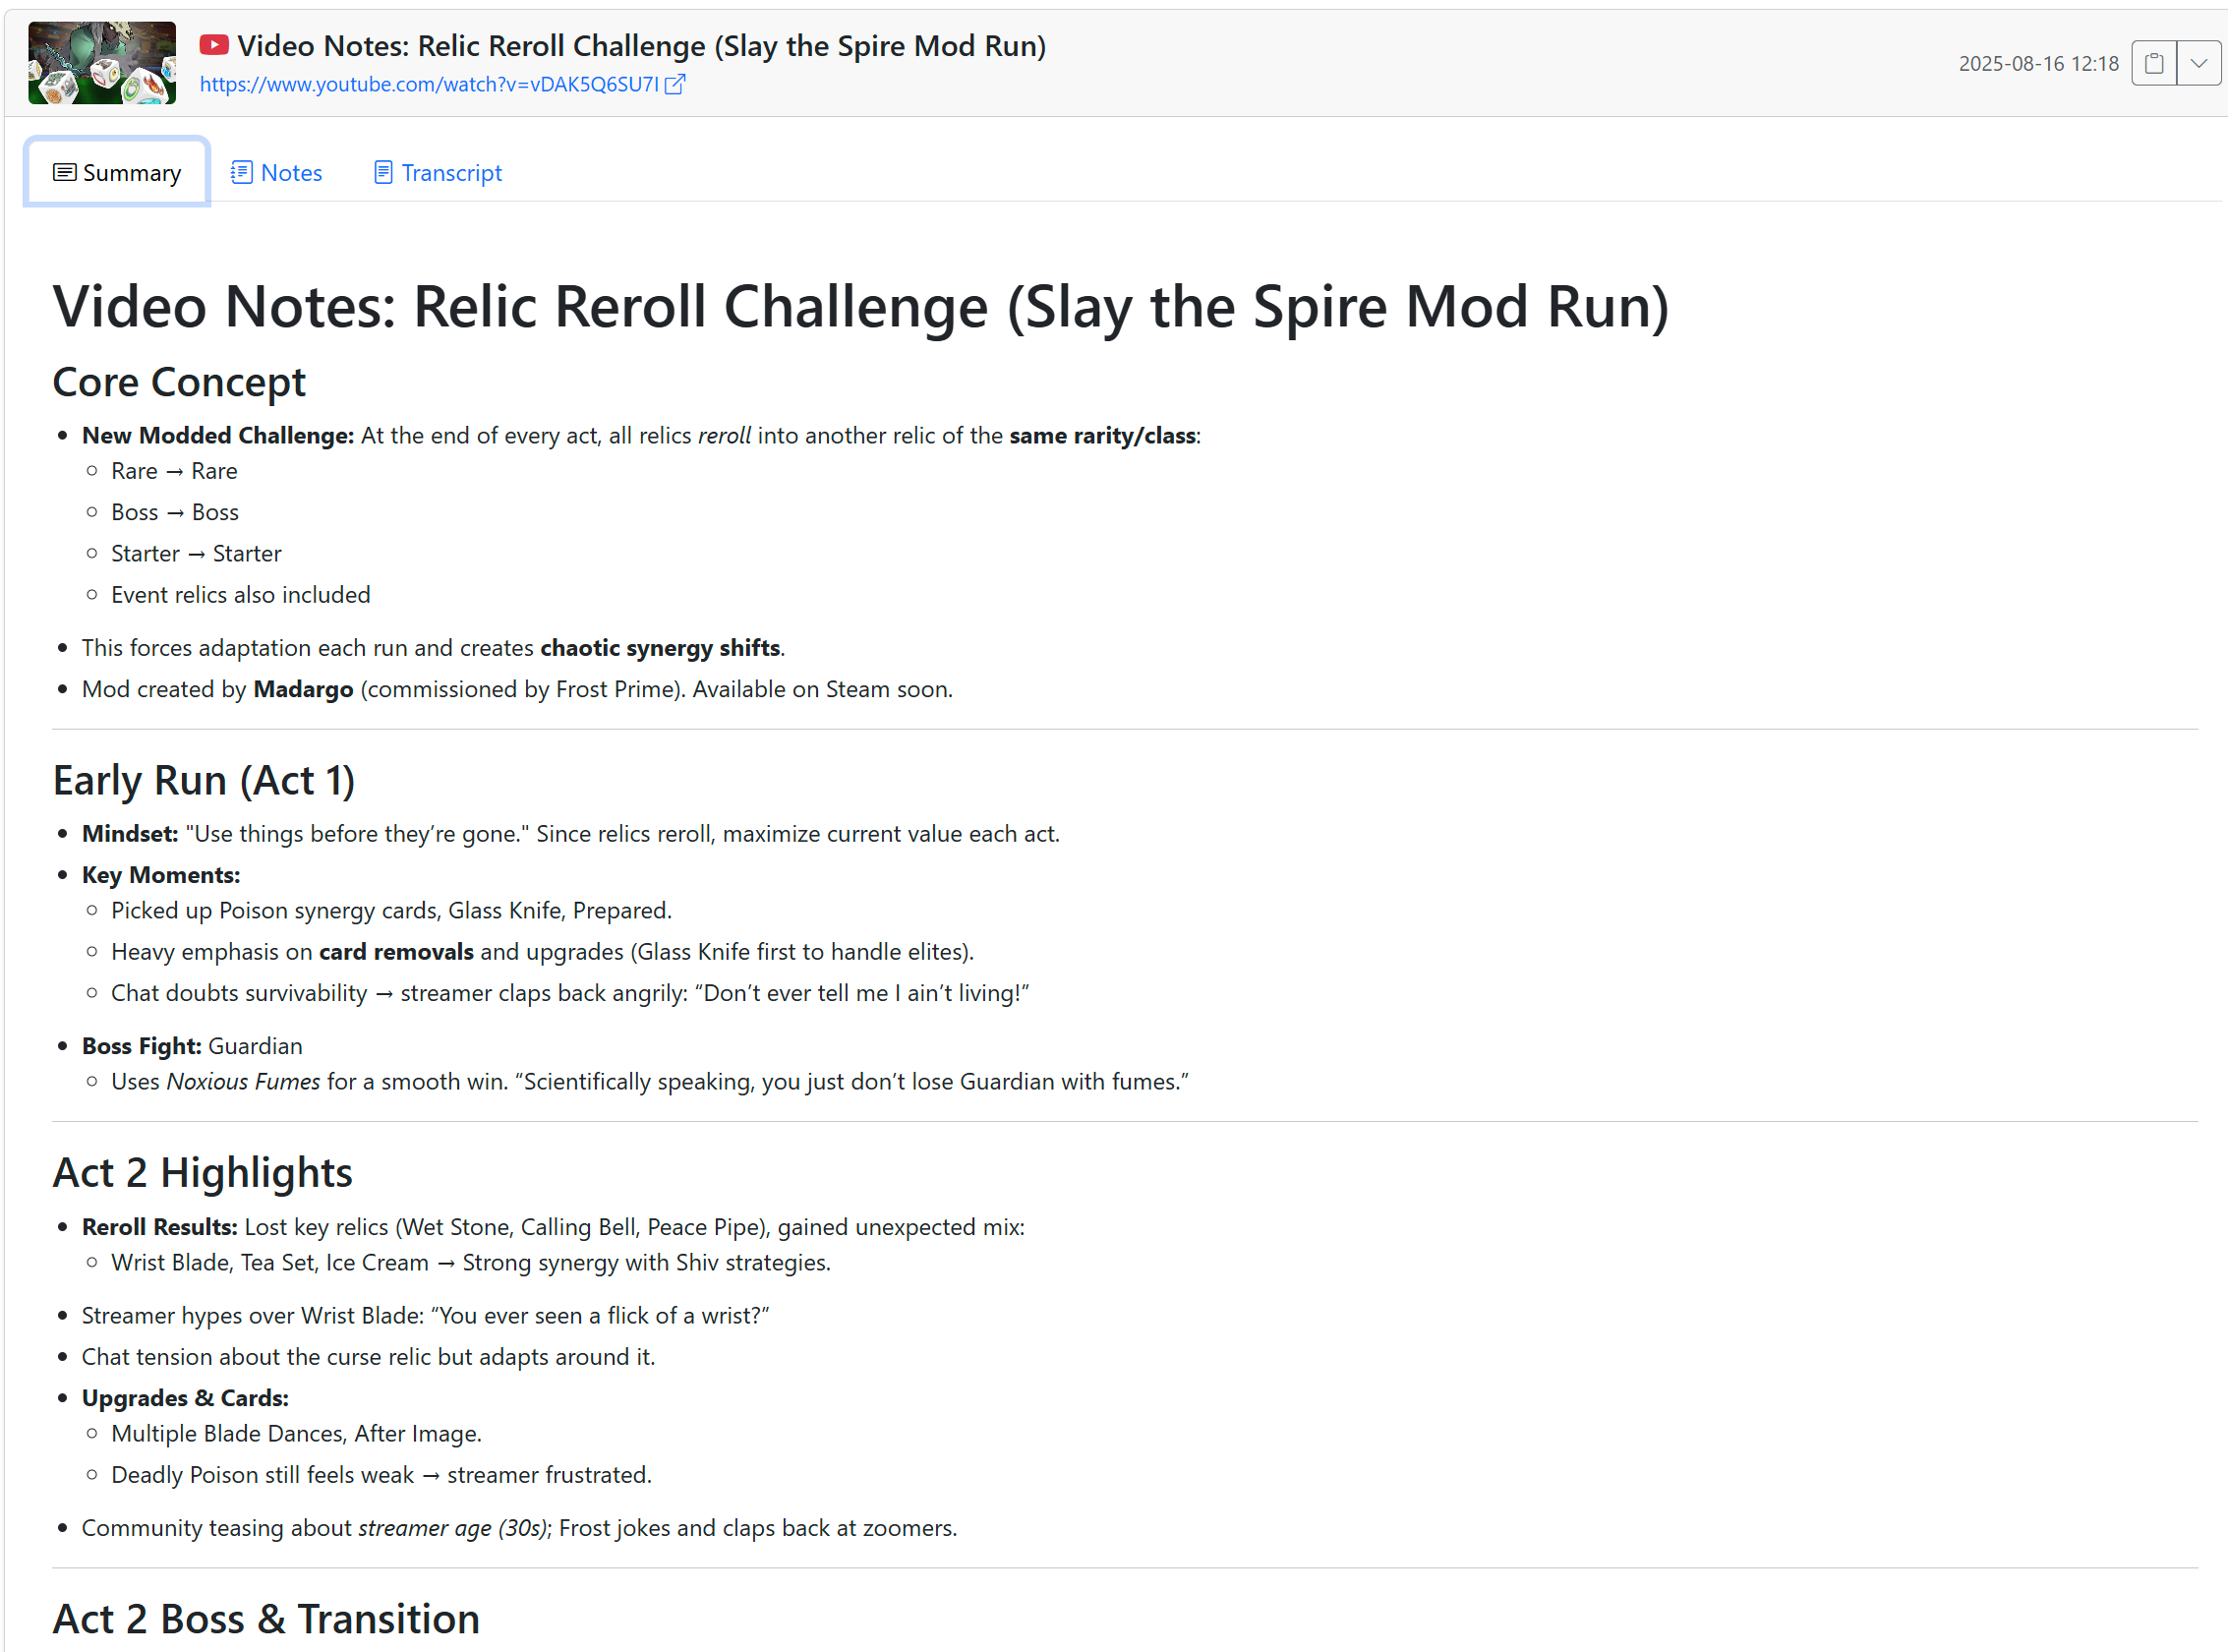 Video Notes: Relic Reroll Challenge (Slay the Spire Mod Run)
https://www.youtube.com/watch?v=vDAK5Q6SU7I
2025-08-16 12:18
Summary
Notes
Transcript
Video Notes: Relic Reroll Challenge (Slay the Spire Mod Run)
Core Concept
• New Modded Challenge: At the end of every act, all relics reroll into another relic of the same rarity/class:
◦ Rare → Rare
◦ Boss → Boss
◦ Starter → Starter
◦ Event relics also included
• This forces adaptation each run and creates chaotic synergy shifts.
• Mod created by Madargo (commissioned by Frost Prime). Available on Steam soon.
Early Run (Act 1)
• Mindset: "Use things before they’re gone." Since relics reroll, maximize current value each act.
• Key Moments:
◦ Picked up Poison synergy cards, Glass Knife, Prepared.
◦ Heavy emphasis on card removals and upgrades (Glass Knife first to handle elites).
◦ Chat doubts survivability → streamer claps back angrily: “Don’t ever tell me I ain’t living!”
• Boss Fight: Guardian
◦ Uses Noxious Fumes for a smooth win. “Scientifically speaking, you just don’t lose Guardian with fumes.”
Act 2 Highlights
• Reroll Results: Lost key relics (Wet Stone, Calling Bell, Peace Pipe), gained unexpected mix:
◦ Wrist Blade, Tea Set, Ice Cream → Strong synergy with Shiv strategies.
• Streamer hypes over Wrist Blade: “You ever seen a flick of a wrist?”
• Chat tension about the curse relic but adapts around it.
• Upgrades & Cards:
◦ Multiple Blade Dances, After Image.
◦ Deadly Poison still feels weak → streamer frustrated.
• Community teasing about streamer age (30s); Frost jokes and claps back at zoomers.
Act 2 Boss & Transition